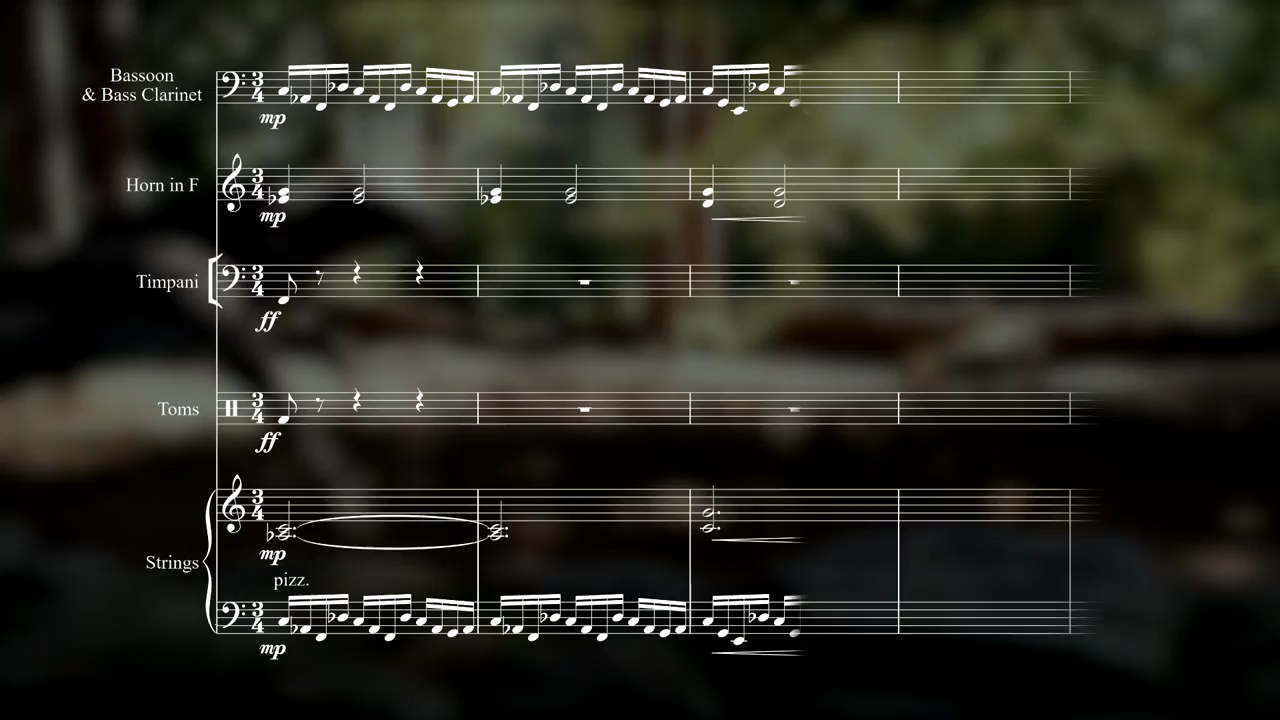 Bassoon
& Bass Clarinet
3
4
mp
Horn in F
3
4
mp
Timpani
3
4
ff
Toms
3
4
ff
Strings
3
4
mp
pizz.
3
4
mp